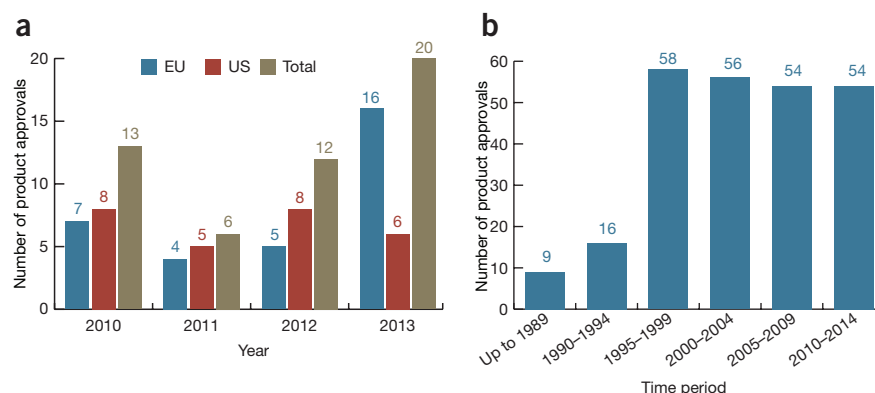 a
Number of product approvals
20
15
10
5
0
EU US Total
7 8 13
4 5 6
5 8 12
16 6 20
2010 2011 2012 2013
Year
b
Number of product approvals
60
50
40
30
20
10
0
9 16 58 56 54 54
Up to 1989 1990–1994 1995–1999 2000–2004 2005–2009 2010–2014
Time period